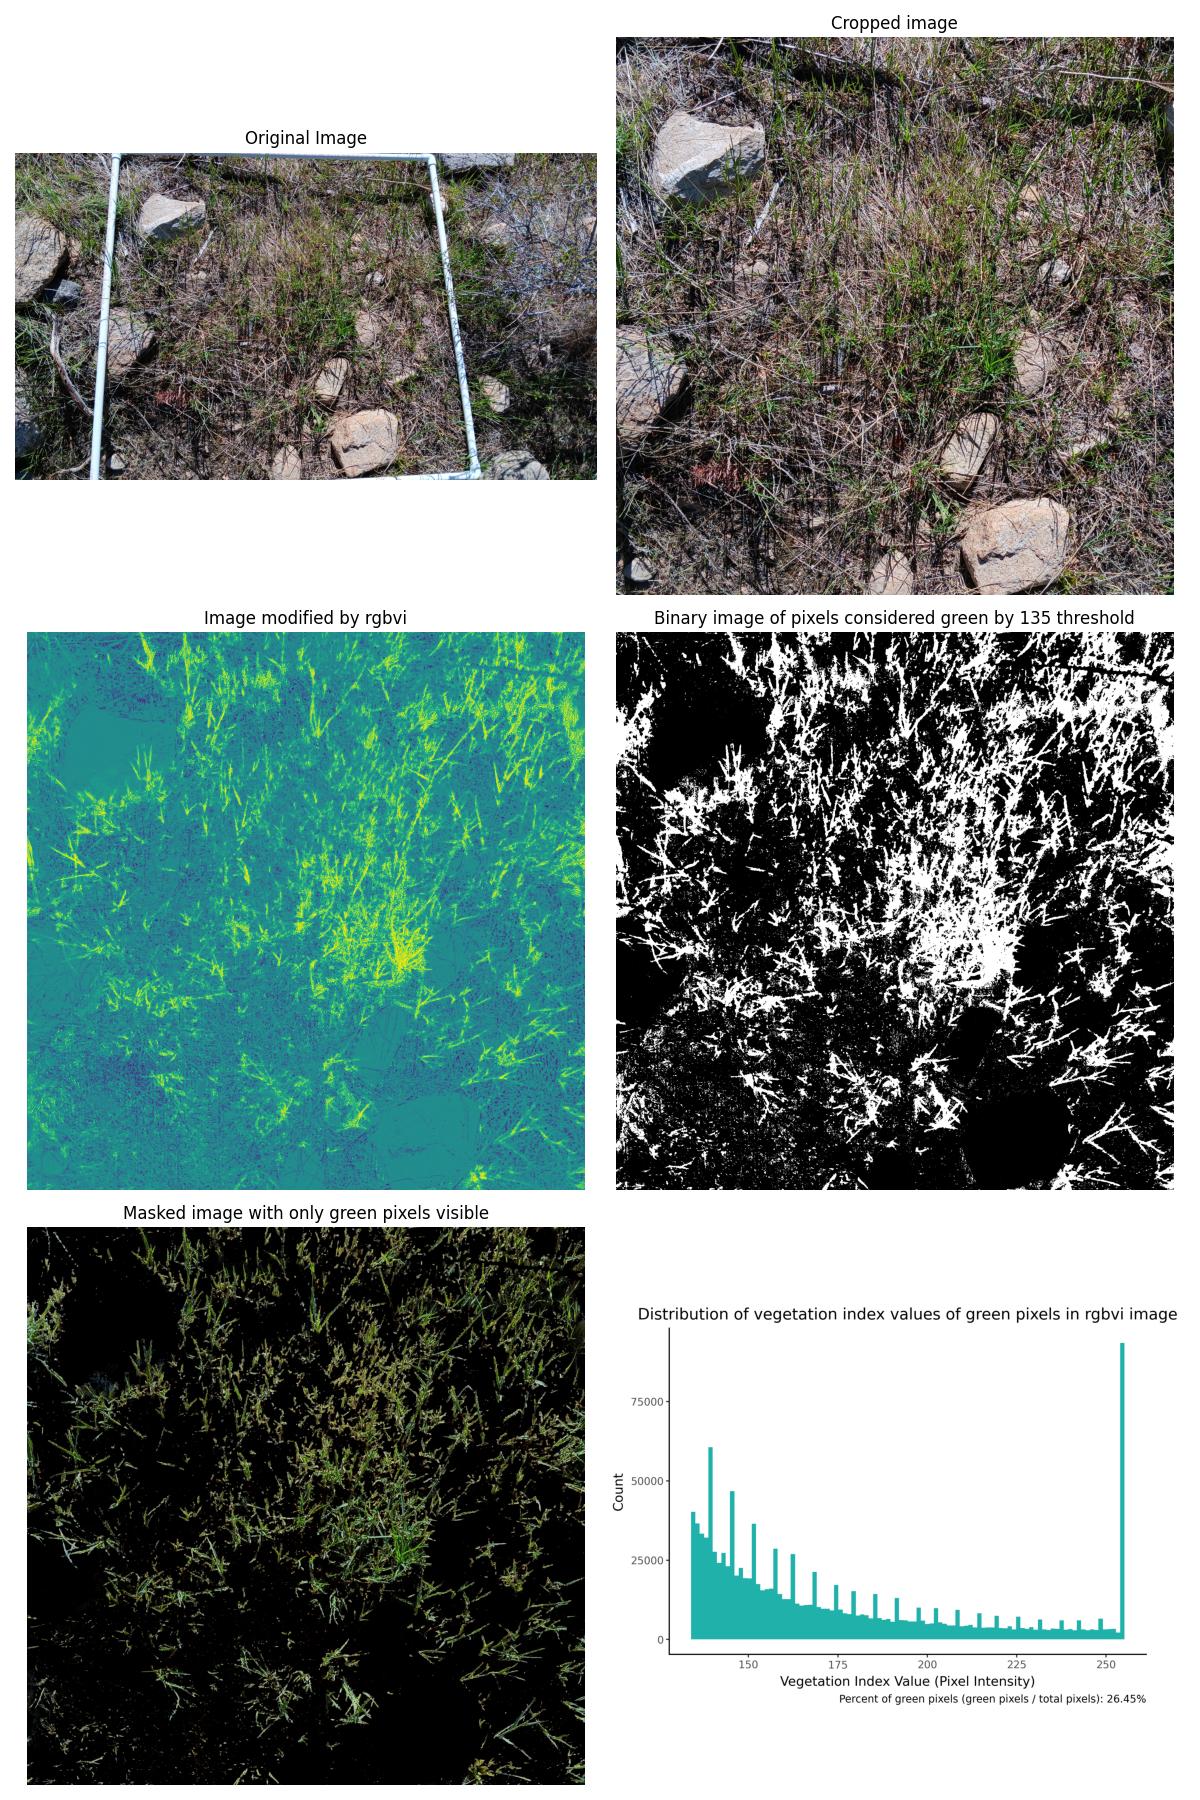 Original Image
Cropped image
Image modified by rgbvi
Binary image of pixels considered green by 135 threshold
Masked image with only green pixels visible
Distribution of vegetation index values of green pixels in rgbvi image
75000
50000
25000
0
Count
150 175 200 225 250
Vegetation Index Value (Pixel Intensity)
Percent of green pixels (green pixels / total pixels): 26.45%